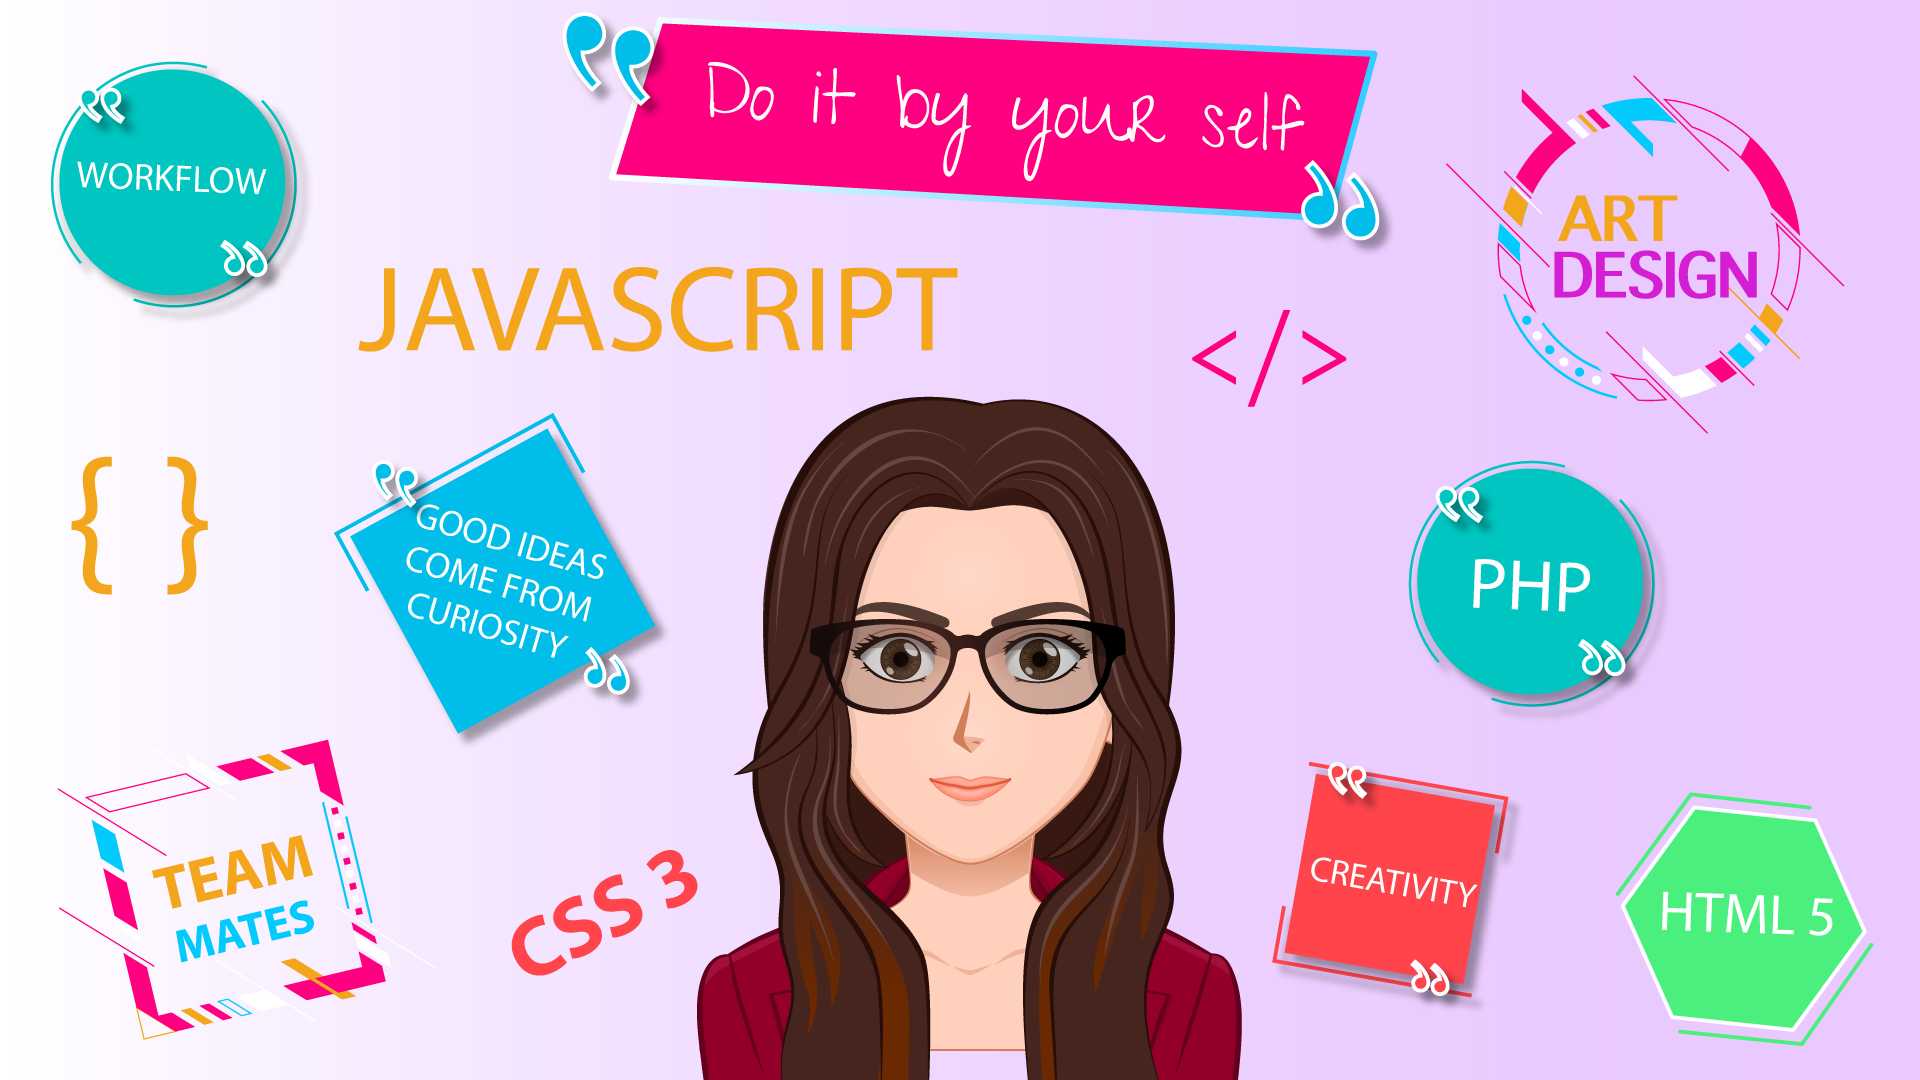 Do it by your self
WORKFLOW
ART
DESIGN
JAVASCRIPT
</>
{ }
GOOD IDEAS
COME FROM
CURIOSITY
PHP
TEAM
MATES
CSS 3
CREATIVITY
HTML 5